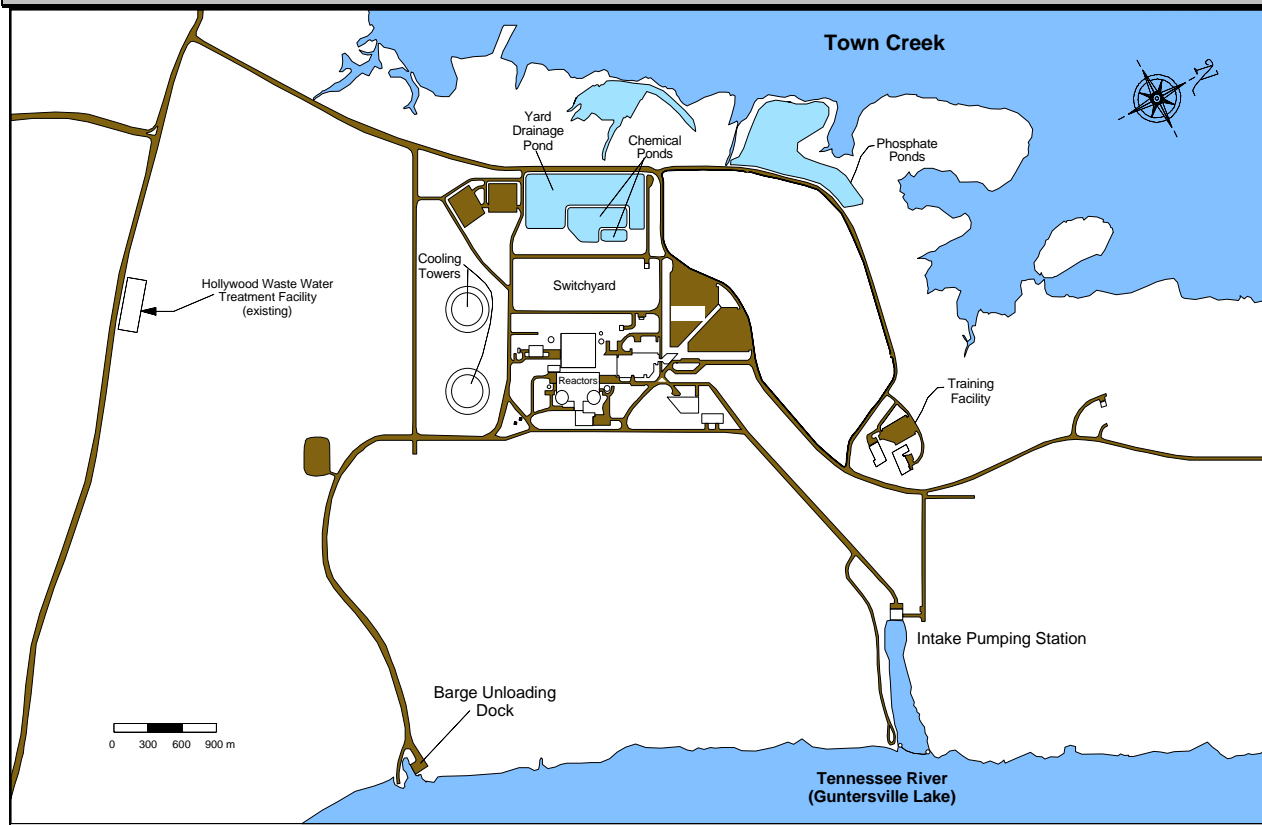 Town Creek
N
Yard
Drainage
Pond
Chemical
Ponds
Phosphate
Ponds
Cooling
Towers
Hollywood Waste Water
Treatment Facility
(existing)
Switchyard
Reactors
Training
Facility
Intake Pumping Station
Barge Unloading
Dock
0 300 600 900 m
Tennessee River
(Guntersville Lake)